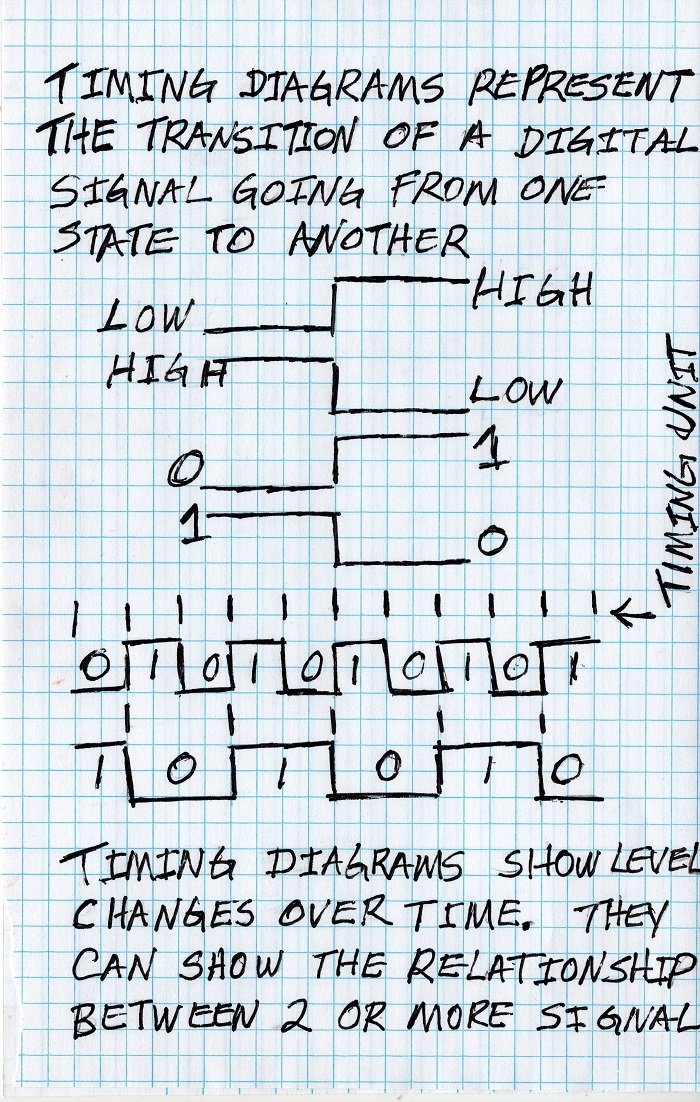 TIMING DIAGRAMS REPRESENT
THE TRANSITION OF A DIGITAL
SIGNAL GOING FROM ONE
STATE TO ANOTHER
LOW HIGH
HIGH LOW
0 1
1 0
TIMING UNIT
0 1 0 1 0 1 0 1 0 1
1 0 1 0 1 0
TIMING DIAGRAMS SHOW LEVEL
CHANGES OVER TIME. THEY
CAN SHOW THE RELATIONSHIP
BETWEEN 2 OR MORE SIGNAL